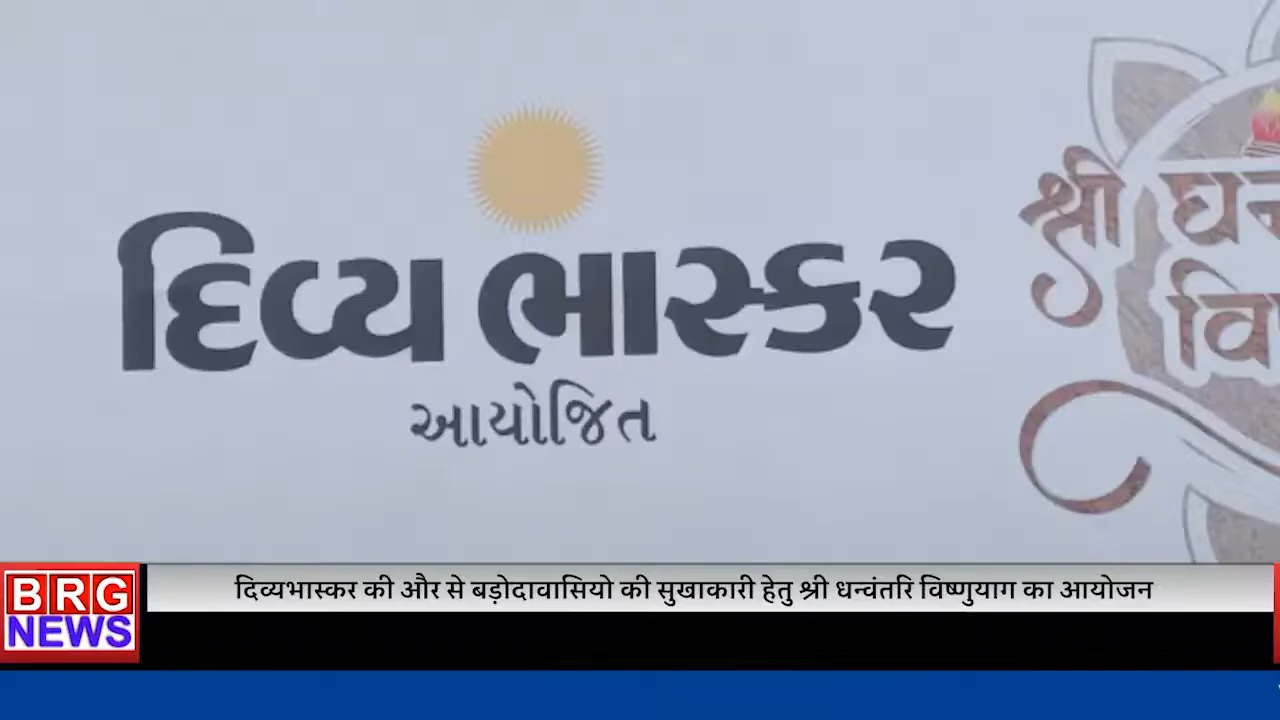 દિવ્ય ભાસ્કર
આયોજિત
श्री
वि
BRG
NEWS
दिव्यभास्कर की और से बड़ोदावासियो की सुखाकारी हेतु श्री धन्वंतरि विष्णुयाग का आयोजन